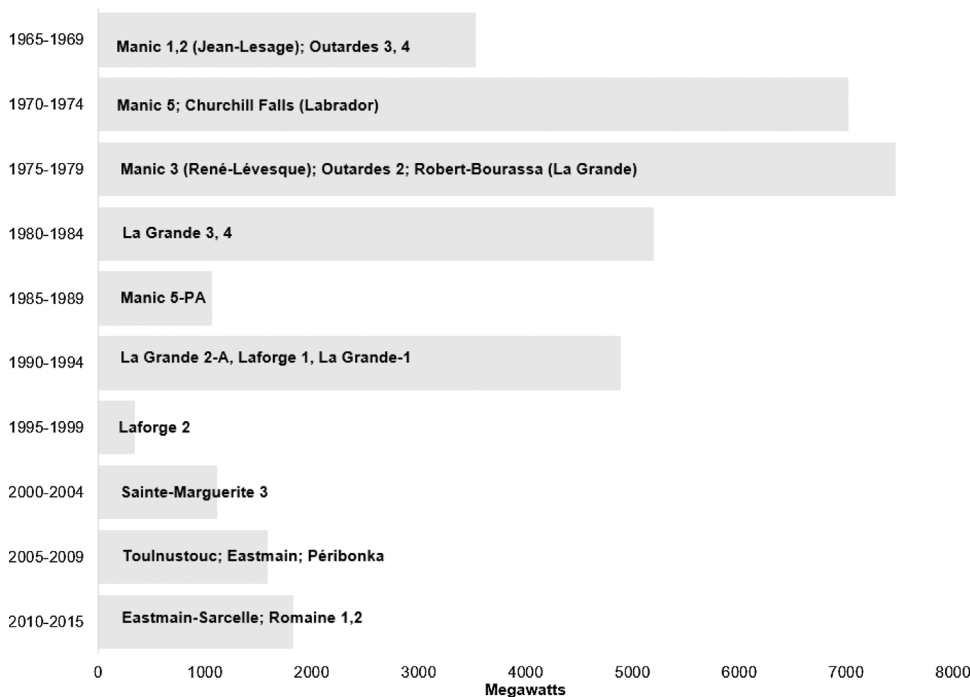 1965-1969
Manic 1,2 (Jean-Lesage); Outardes 3, 4
1970-1974
Manic 5; Churchill Falls (Labrador)
1975-1979
Manic 3 (René-Lévesque); Outardes 2; Robert-Bourassa (La Grande)
1980-1984
La Grande 3, 4
1985-1989
Manic 5-PA
1990-1994
La Grande 2-A, Laforge 1, La Grande-1
1995-1999
Laforge 2
2000-2004
Sainte-Marguerite 3
2005-2009
Toulnustouc; Eastmain; Péribonka
2010-2015
Eastmain-Sarcelle; Romaine 1,2
0 1000 2000 3000 4000 5000 6000 7000 8000
Megawatts